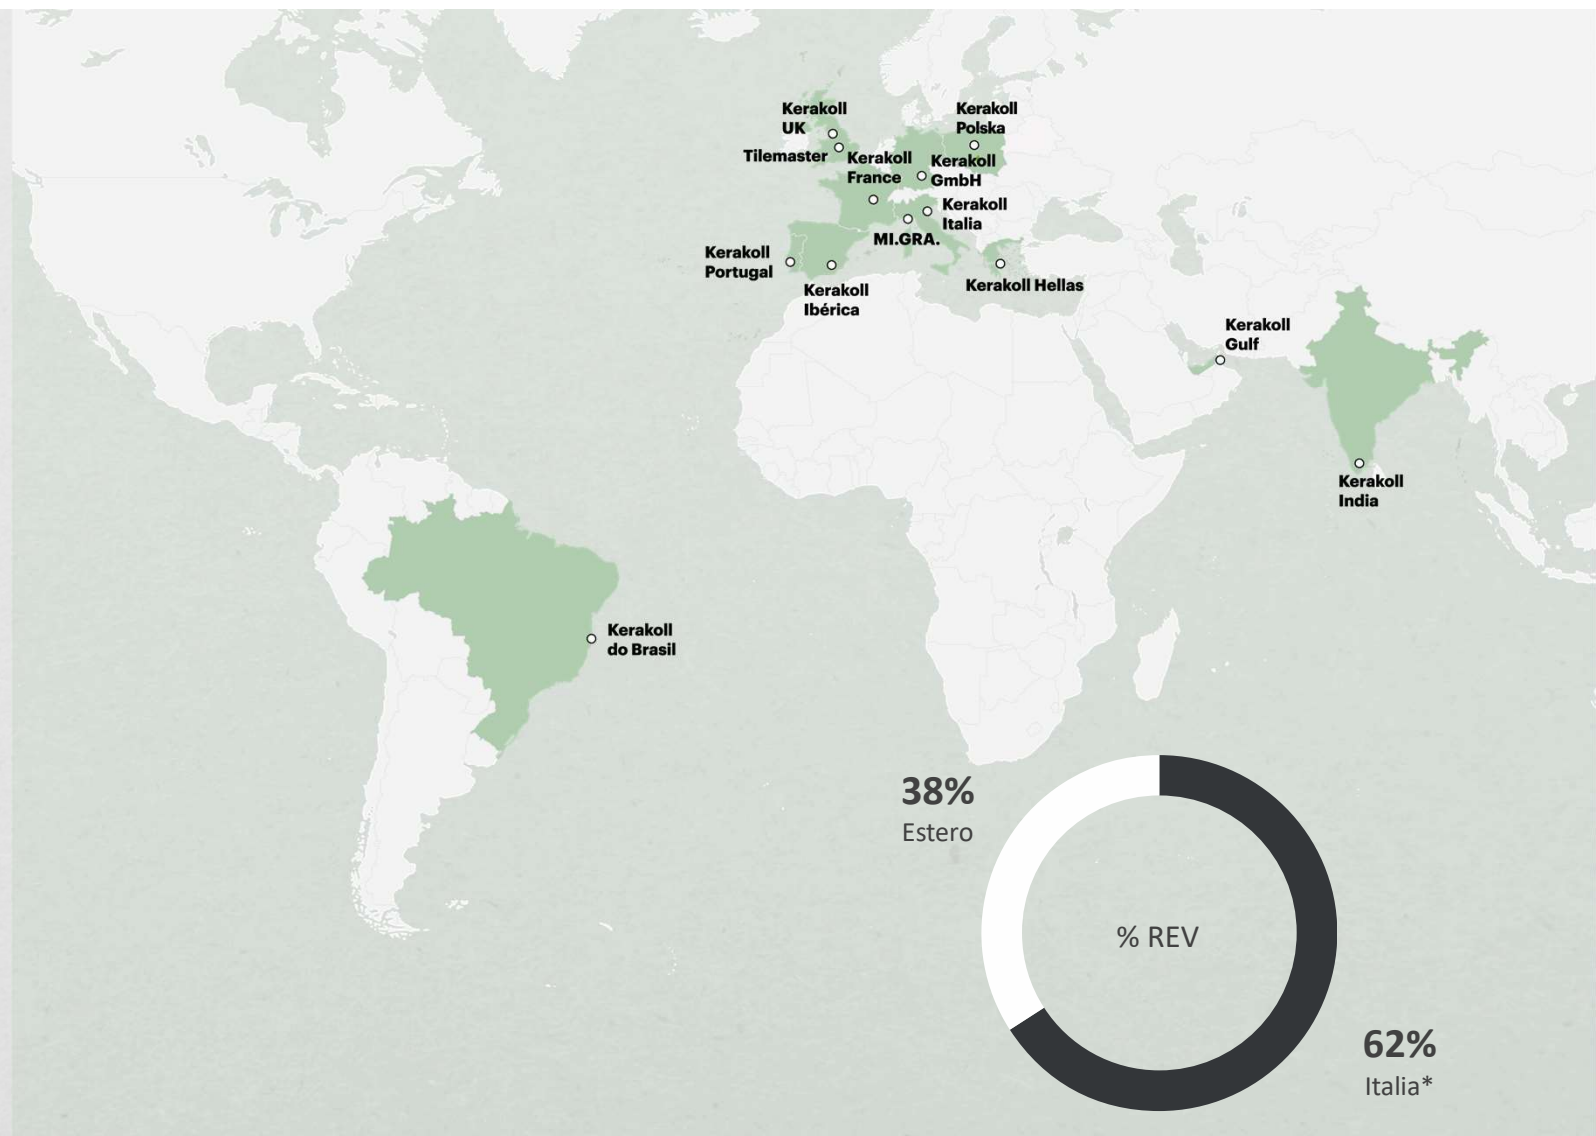 Kerakoll
UK
Tilemaster
Kerakoll
France
Kerakoll
Polska
Kerakoll
GmbH
Kerakoll
Italia
MI.GRA.
Kerakoll
Portugal
Kerakoll
Ibérica
Kerakoll Hellas
Kerakoll
Gulf
Kerakoll
India
Kerakoll
do Brasil
38%
Estero
% REV
62%
Italia*